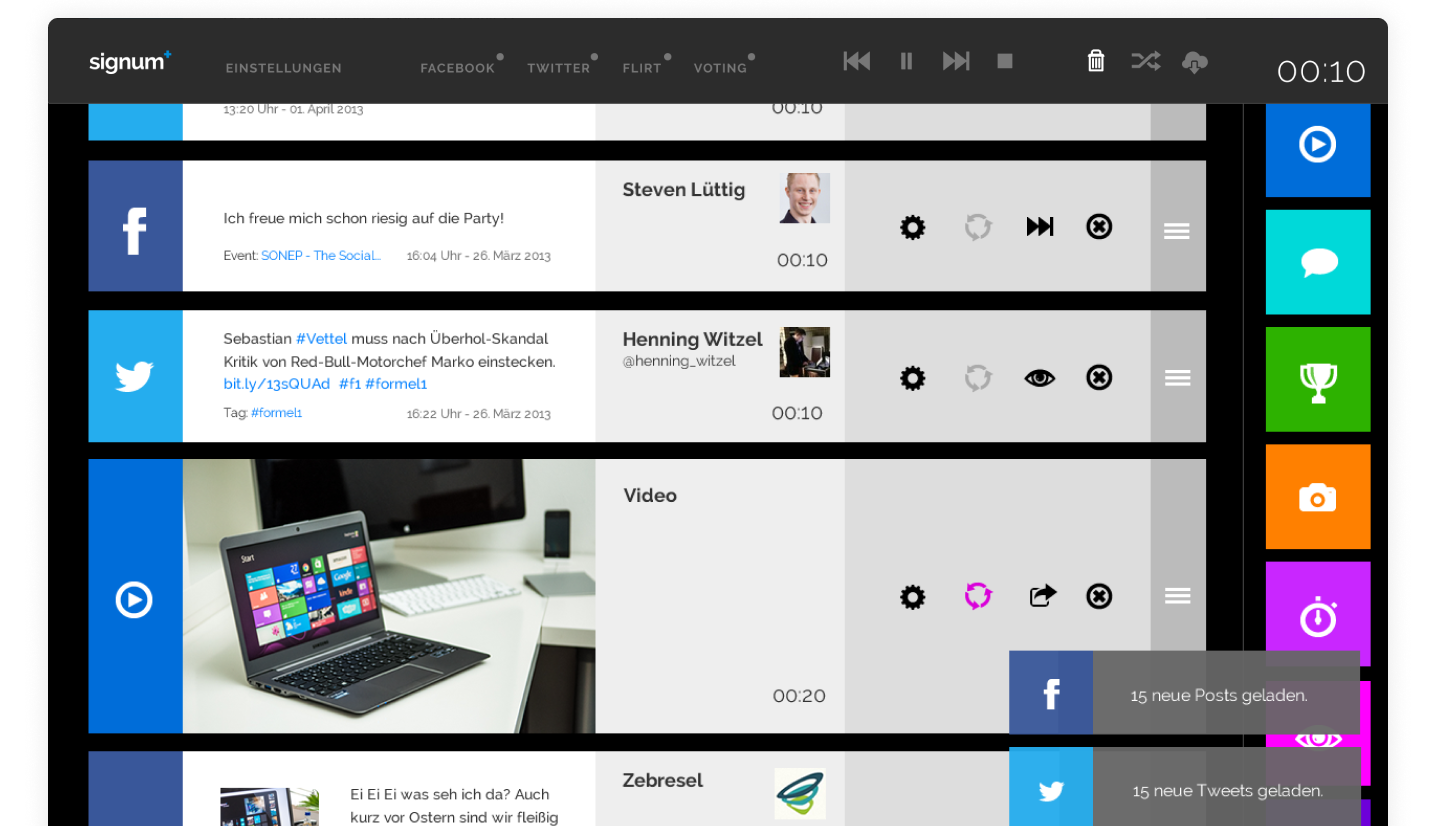 signum+
EINSTELLUNGEN
FACEBOOK
TWITTER
FLIRT
VOTING
00:10
13:20 Uhr - 01. April 2013
00:10
Ich freue mich schon riesig auf die Party!
Event: SONEP - The Social...
16:04 Uhr - 26. März 2013
Steven Lüttig
00:10
Sebastian #Vettel muss nach Überhol-Skandal
Kritik von Red-Bull-Motorchef Marko einstecken.
bit.ly/13sQUAd #f1 #formel1
Tag: #formel1
16:22 Uhr - 26. März 2013
Henning Witzel
@henning_witzel
00:10
Start
Google
Video
00:20
15 neue Posts geladen.
Ei Ei Ei was seh ich da? Auch
kurz vor Ostern sind wir fleißig
Zebresel
15 neue Tweets geladen.